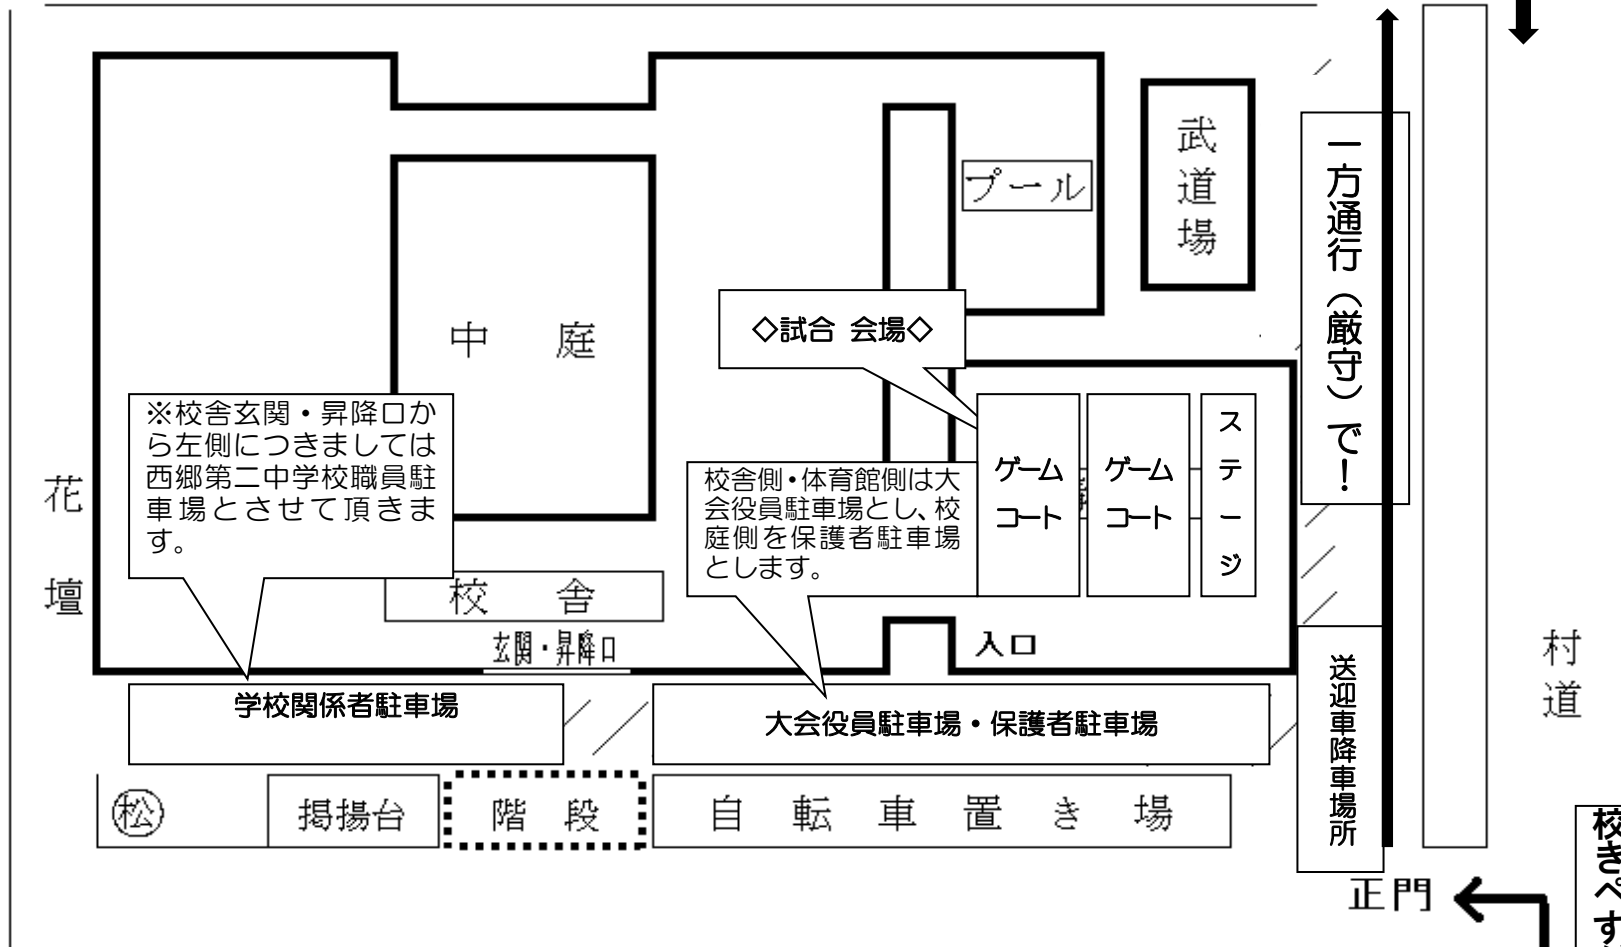 武道場
プール
一方通行（厳守）で！
◇試合 会場◇
中 庭
※校舎玄関・昇降口か
ら左側につきましては
西郷第二中学校職員駐
車場とさせて頂きま
す。
花壇
校舎側・体育館側は大
会役員駐車場とし、校
庭側を保護者駐車場
とします。
ゲーム
コート
ゲーム
コート
ステージ
校 舎
玄関・昇降口
入口
村道
送迎車降車場所
学校関係者駐車場
大会役員駐車場・保護者駐車場
松
掲揚台
階 段
自 転 車 置 き 場
正門
校きぺす